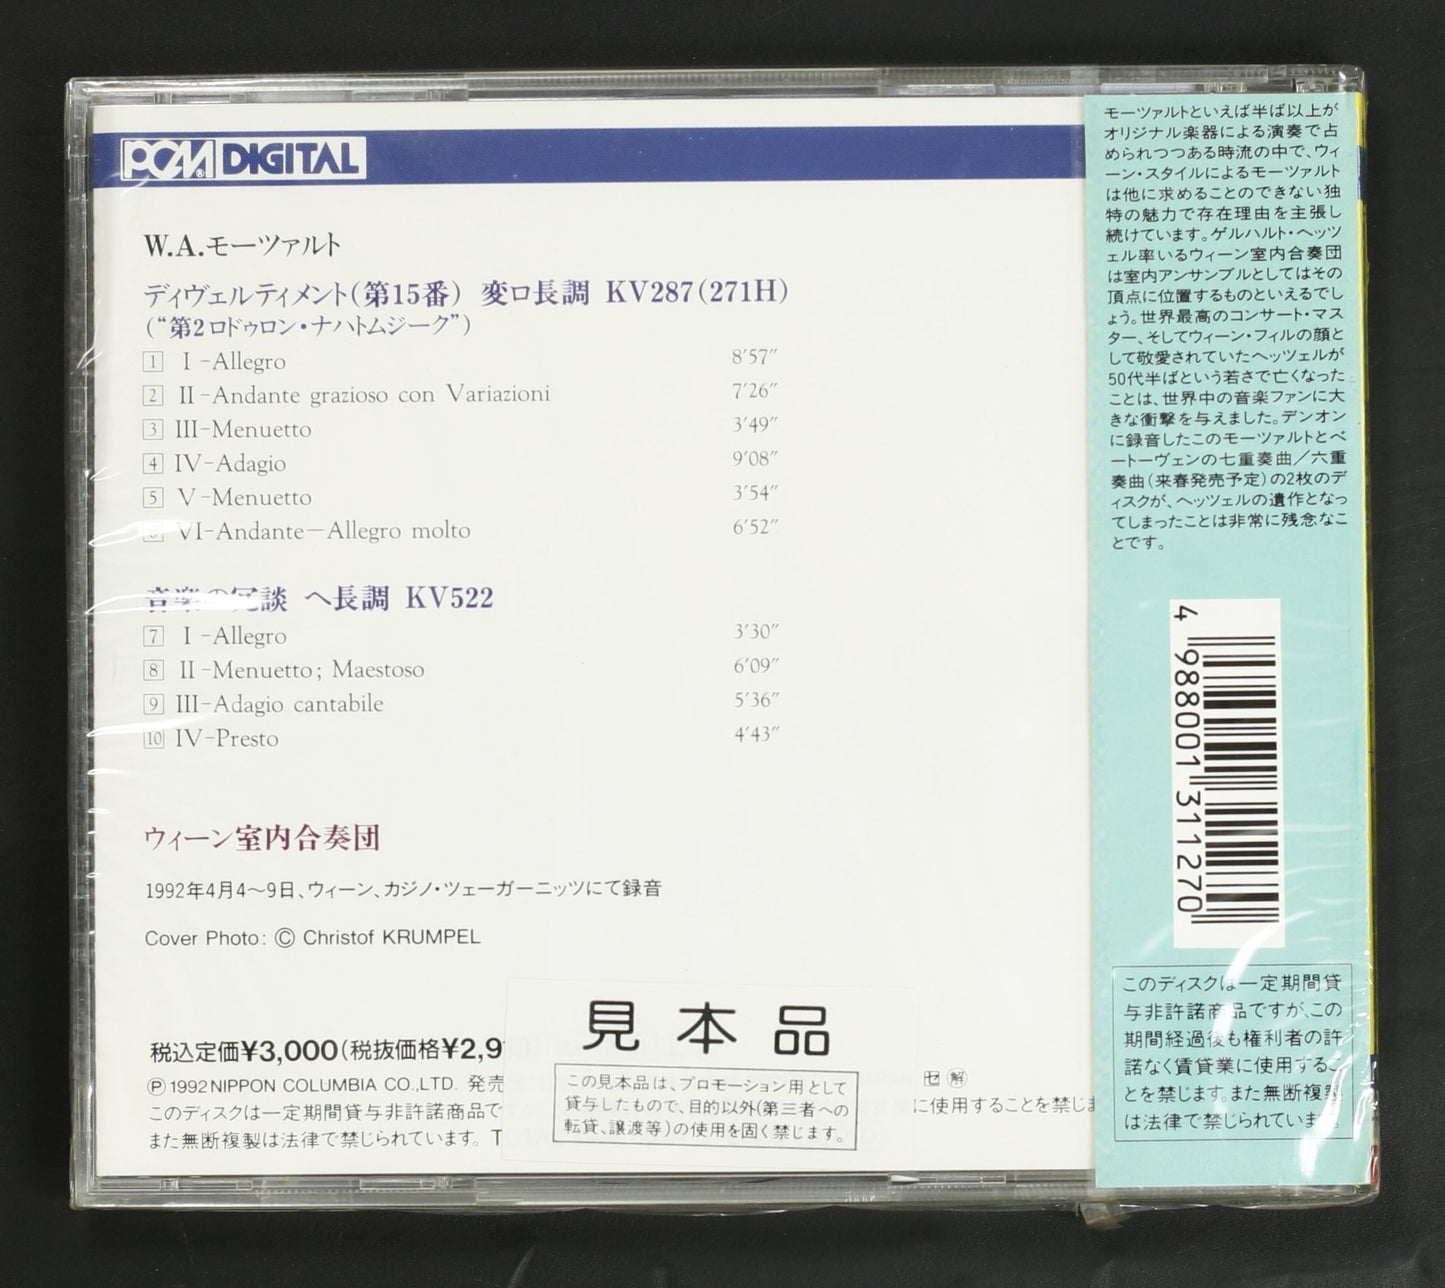 PCM® DIGITAL
W.A.モーツァルト
ディヴェルティメント(第15番) 変ロ長調 KV287(271H)
(“第2ロドゥロン・ナハトムジーク”)
1 I-Allegro 8′57″
2 II-Andante grazioso con Variazioni 7′26″
3 III-Menuetto 3′49″
4 IV-Adagio 9′08″
5 V-Menuetto 3′54″
6 VI-Andante—Allegro molto 6′52″
音楽の冗談 ヘ長調 KV522
7 I-Allegro 3′30″
8 II-Menuetto; Maestoso 6′09″
9 III-Adagio cantabile 5′36″
10 IV-Presto 4′43″
ウィーン室内合奏団
1992年4月4〜9日、ウィーン、カジノ・ツェーガーニッツにて録音
Cover Photo: © Christof KRUMPEL
税込定価¥3,000(税抜価格¥2,9
Ⓟ1992 NIPPON COLUMBIA CO.,LTD. 発売
このディスクは一定期間貸与非許諾商品で
に使用することを禁じま
また無断複製は法律で禁じられています。 T
見本品
この見本品は、プロモーション用として
貸与したもので、目的以外(第三者への
転貸、譲渡等)の使用を固く禁じます。
モーツァルトといえば半ば以上が
オリジナル楽器による演奏で占
められつつある時流の中で、ウィ
ーン・スタイルによるモーツァルト
は他に求めることのできない独
特の魅力で存在理由を主張し
続けています。ゲルハルト・ヘッツ
ェル率いるウィーン室内合奏団
は室内アンサンブルとしてはその
頂点に位置するものといえるでし
ょう。世界最高のコンサート・マス
ター、そしてウィーン・フィルの顔と
して敬愛されていたヘッツェルが
50代半ばという若さで亡くなった
ことは、世界中の音楽ファンに大
きな衝撃を与えました。デンオン
に録音したこのモーツァルトとベ
ートーヴェンの七重奏曲/六重
奏曲(来春発売予定)の2枚のデ
ィスクが、ヘッツェルの遺作となっ
てしまったことは非常に残念なこ
とです。
4 988001 311270
このディスクは一定期間貸
与非許諾商品ですが、この
期間経過後も権利者の許
諾なく賃貸業に使用するこ
とを禁じます。また無断複製
は法律で禁じられています。